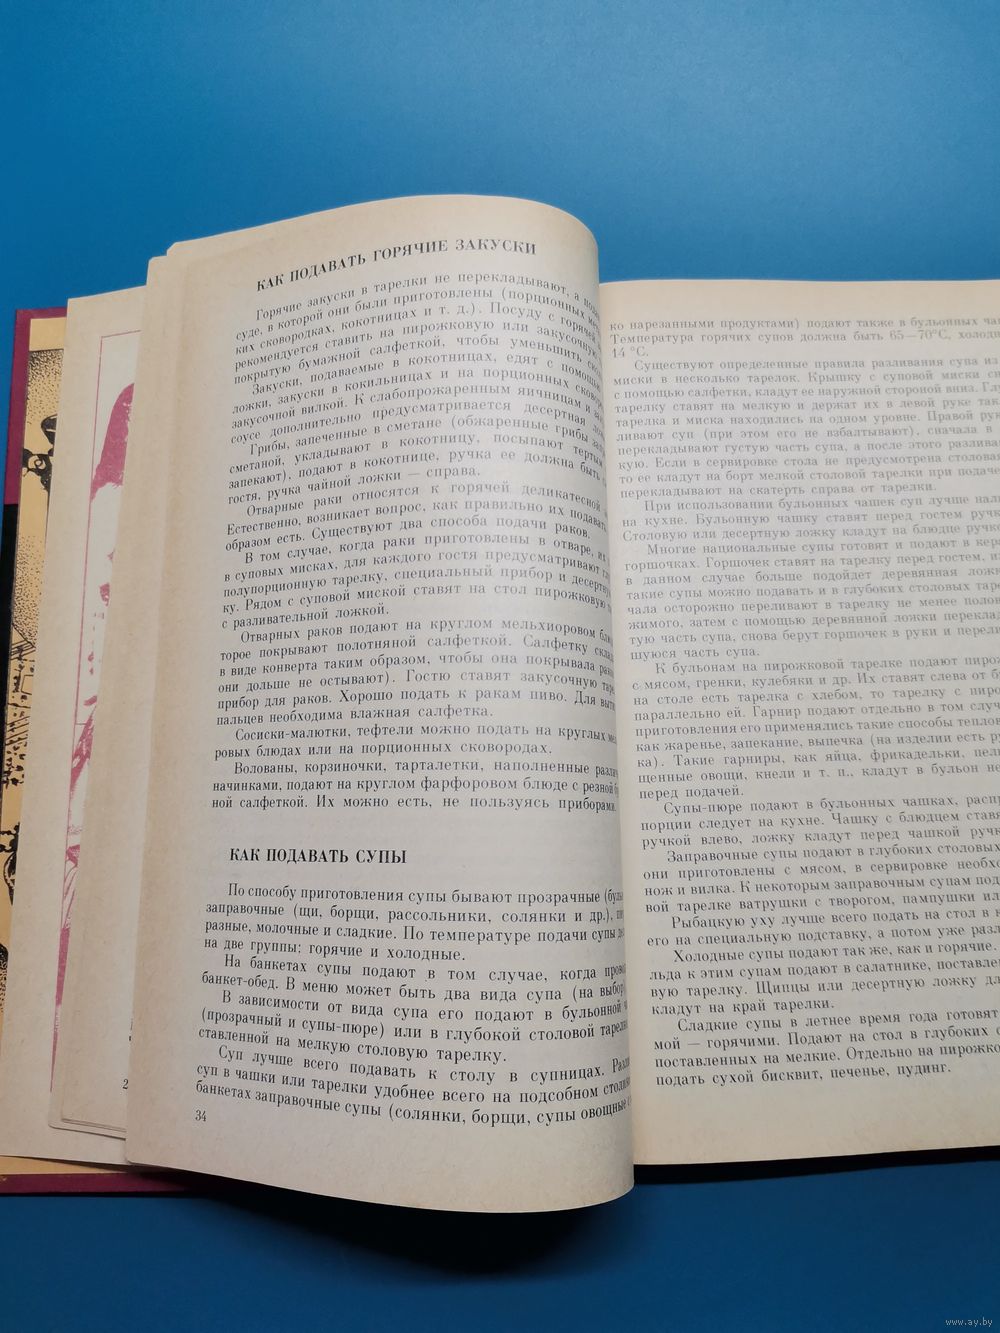 КАК ПОДАВАТЬ ГОРЯЧИЕ ЗАКУСКИ
Горячие закуски в тарелки не перекладывают, а
суде, в которой они были приготовлены (порционных
ких сковородках, кокотницах и т. д.). Посуду с горячей
рекомендуется ставить на пирожковую или закусочную
покрытую бумажной салфеткой, чтобы уменьшить
Закуски, подаваемые в кокотницах, едят с помощью
ложки, закуски в кокильницах и на порционных
закусочной вилкой. К слабопрожаренным яичницам и
соусе дополнительно предусматривается десертная
Грибы, запеченные в сметане (обжаренные грибы
сметаной, укладывают в кокотницу, посыпают тертым
запекают), подают в кокотнице, ручка ее должна быть
гостя, ручка чайной ложки — справа.
Отварные раки относятся к горячей деликатесной
Естественно, возникает вопрос, как правильно их подавать
образом есть. Существуют два способа подачи раков.
В том случае, когда раки приготовлены в отваре, их
в суповых мисках, для каждого гостя предусматривают
полупорционную тарелку, специальный прибор и
ку. Рядом с суповой миской ставят на стол пирожковую
с разливательной ложкой.
Отварных раков подают на круглом мельхиоровом
торое покрывают полотняной салфеткой. Салфетку
в виде конверта таким образом, чтобы она покрывала
они дольше не остывают). Гостю ставят закусочную
прибор для раков. Хорошо подать к ракам пиво. Для
пальцев необходима влажная салфетка.
Сосиски-малютки, тефтели можно подать на круглых
ровых блюдах или на порционных сковородах.
Волованы, корзиночки, тарталетки, наполненные
начинками, подают на круглом фарфоровом блюде с резной
ной салфеткой. Их можно есть, не пользуясь приборами.
КАК ПОДАВАТЬ СУПЫ
По способу приготовления супы бывают прозрачные
заправочные (щи, борщи, рассольники, солянки и др.),
разные, молочные и сладкие. По температуре подачи супы
на две группы: горячие и холодные.
На банкетах супы подают в том случае, когда
банкет-обед. В меню может быть два вида супа (на выбор)
В зависимости от вида супа его подают в бульонной
(прозрачный и супы-пюре) или в глубокой столовой
ставленной на мелкую столовую тарелку.
Суп лучше всего подавать к столу в супницах.
суп в чашки или тарелки удобнее всего на подсобном
банкетах заправочные супы (солянки, борщи, супы овощные
34
2
ко нарезанными продуктами) подают также в бульонных
Температура горячих супов должна быть 65—70°С,
14 °С.
Существуют определенные правила разливания супа из
миски в несколько тарелок. Крышку с суповой миски
с помощью салфетки, кладут ее наружной стороной вниз.
тарелку ставят на мелкую и держат их в левой руке
тарелка и миска находились на одном уровне. Правой
ливают суп (при этом его не взбалтывают), сначала в
перекладывают густую часть супа, а после этого
кую. Если в сервировке стола не предусмотрена
то ее кладут на борт мелкой столовой тарелки при
перекладывают на скатерть справа от тарелки.
При использовании бульонных чашек суп лучше
на кухне. Бульонную чашку ставят перед гостем
Столовую или десертную ложку кладут на блюдце
Многие национальные супы готовят и подают в
горшочках. Горшочек ставят на тарелку перед гостем,
в данном случае больше подойдет деревянная
такие супы можно подавать и в глубоких столовых
чала осторожно переливают в тарелку не менее
жимого, затем с помощью деревянной ложки
тую часть супа, снова берут горшочек в руки и
шуюся часть супа.
К бульонам на пирожковой тарелке подают
с мясом, гренки, кулебяки и др. Их ставят слева от
на столе есть тарелка с хлебом, то тарелку с
параллельно ей. Гарнир подают отдельно в том
приготовления его применялись такие способы
как жаренье, запекание, выпечка (на изделии есть
ка). Такие гарниры, как яйца, фрикадельки,
щенные овощи, кнели и т. п., кладут в бульон
перед подачей.
Супы-пюре подают в бульонных чашках,
порции следует на кухне. Чашку с блюдцем
ручкой влево, ложку кладут перед чашкой
Заправочные супы подают в глубоких столовых
они приготовлены с мясом, в сервировке
нож и вилка. К некоторым заправочным супам
вой тарелке ватрушки с творогом, пампушки
Рыбацкую уху лучше всего подать на стол в
его на специальную подставку, а потом уже
Холодные супы подают так же, как и горячие.
льда к этим супам подают в салатнике,
вую тарелку. Щипцы или десертную ложку
кладут на край тарелки.
Сладкие супы в летнее время года готовят
мой — горячими. Подают на стол в глубоких
поставленных на мелкие. Отдельно на
подать сухой бисквит, печенье, пудинг.
www.ay.by